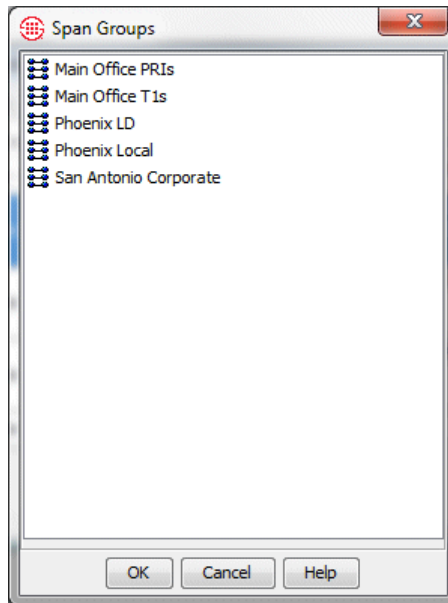 Span Groups
Main Office PRIs
Main Office T1s
Phoenix LD
Phoenix Local
San Antonio Corporate
OK Cancel Help